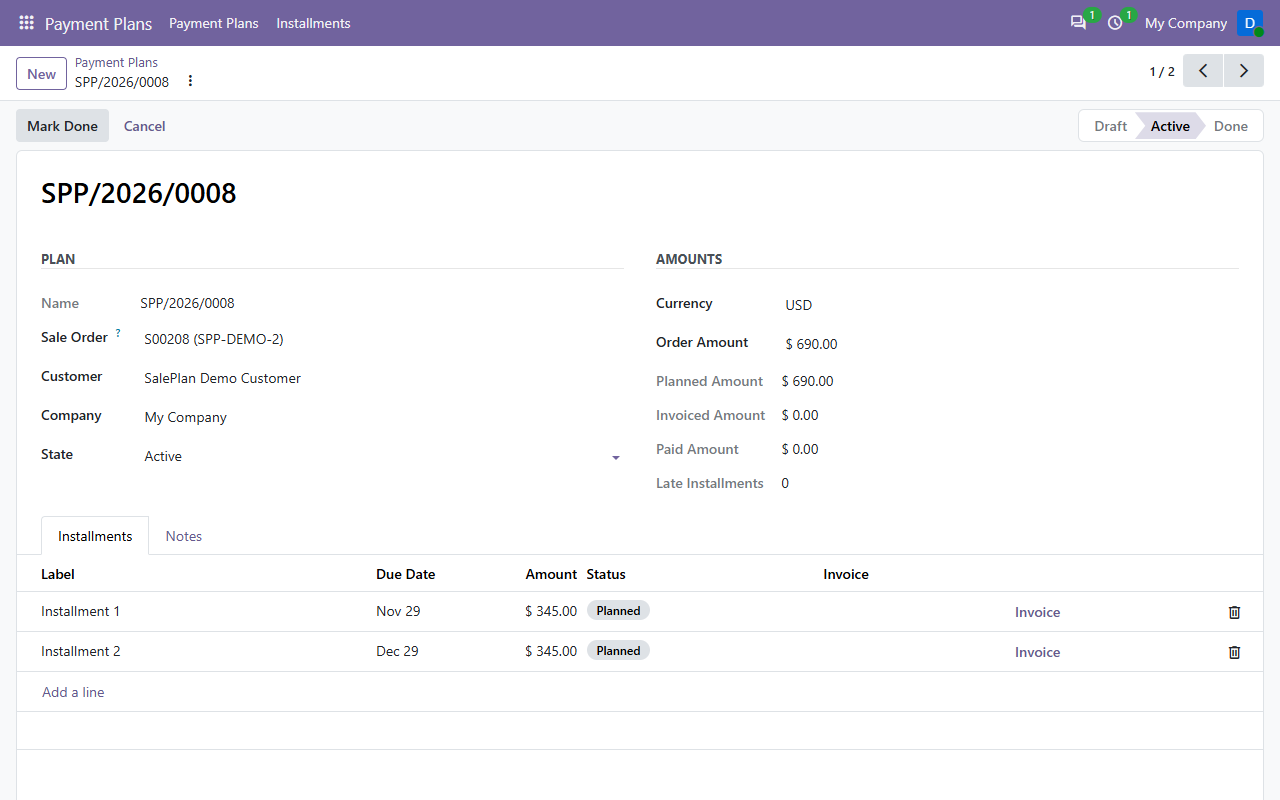 Payment Plans Payment Plans Installments 1 1 My Company D
New Payment Plans
SPP/2026/0008
1 / 2
Mark Done Cancel Draft Active Done
SPP/2026/0008
PLAN
Name SPP/2026/0008
Sale Order ? S00208 (SPP-DEMO-2)
Customer SalePlan Demo Customer
Company My Company
State Active
AMOUNTS
Currency USD
Order Amount $ 690.00
Planned Amount $ 690.00
Invoiced Amount $ 0.00
Paid Amount $ 0.00
Late Installments 0
Installments Notes
Label Due Date Amount Status Invoice
Installment 1 Nov 29 $ 345.00 Planned Invoice
Installment 2 Dec 29 $ 345.00 Planned Invoice
Add a line